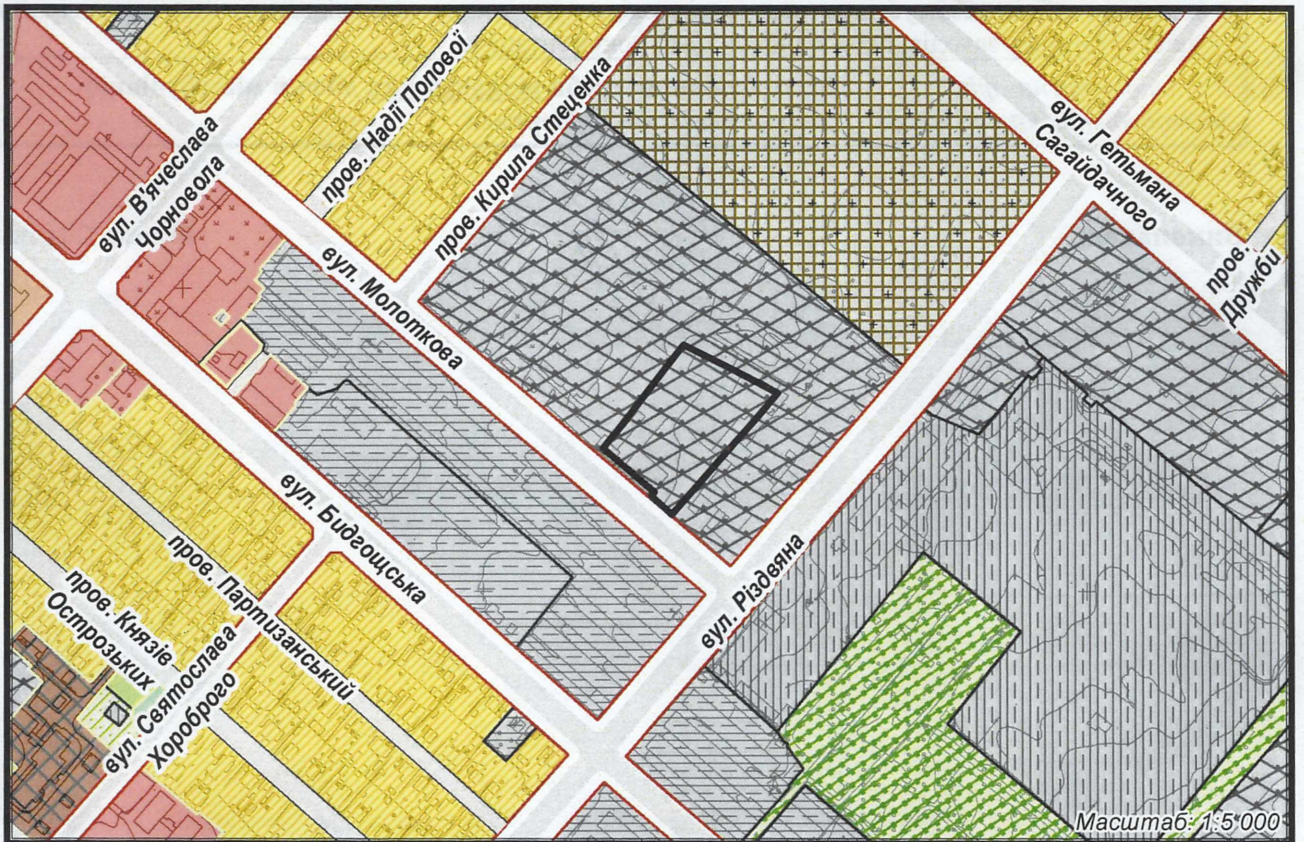 вул. В'ячеслава
Чорновола
пров. Надії Попової
пров. Кирила Стеценка
вул. Гетьмана
Сагайдачного
пров.
Дружби
вул. Молоткова
вул. Бидгощська
вул. Різдвяна
пров. Партизанський
пров. Князів
Острозьких
вул. Святослава
Хороброго
Масштаб: 1:5 000